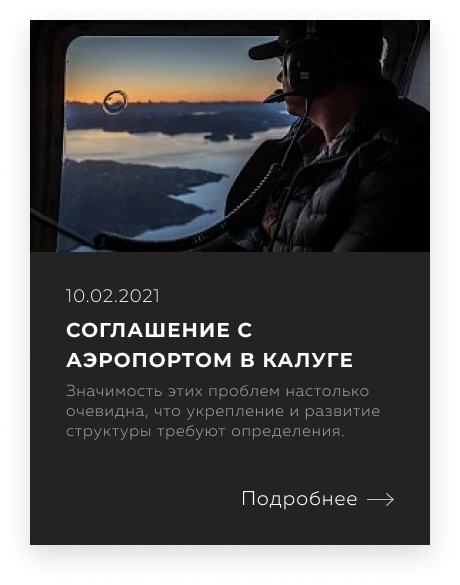 10.02.2021
СОГЛАШЕНИЕ С
АЭРОПОРТОМ В КАЛУГЕ
Значимость этих проблем настолько
очевидна, что укрепление и развитие
структуры требуют определения.
Подробнее